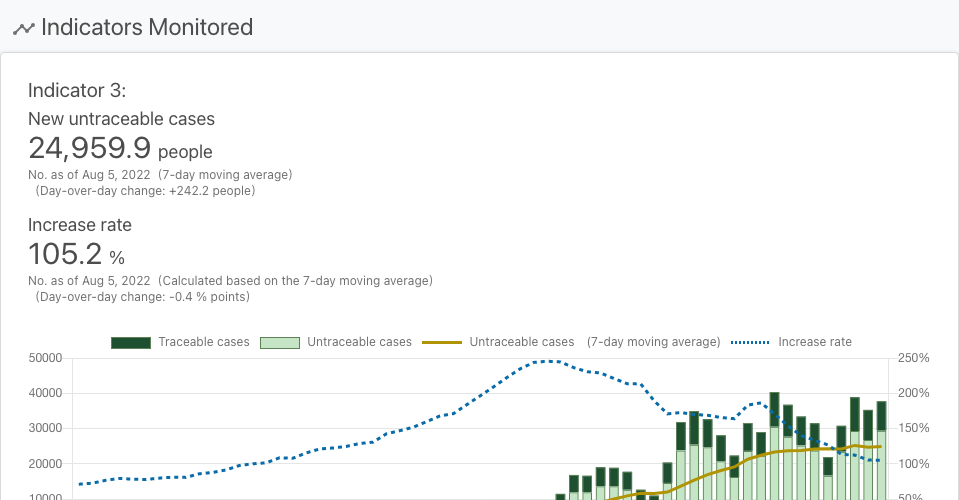 Indicators Monitored
Indicator 3:
New untraceable cases
24,959.9 people
No. as of Aug 5, 2022 (7-day moving average)
(Day-over-day change: +242.2 people)
Increase rate
105.2 %
No. as of Aug 5, 2022 (Calculated based on the 7-day moving average)
(Day-over-day change: -0.4 % points)
Traceable cases Untraceable cases Untraceable cases (7-day moving average) Increase rate
50000 250%
40000 200%
30000 150%
20000 100%
10000 50%